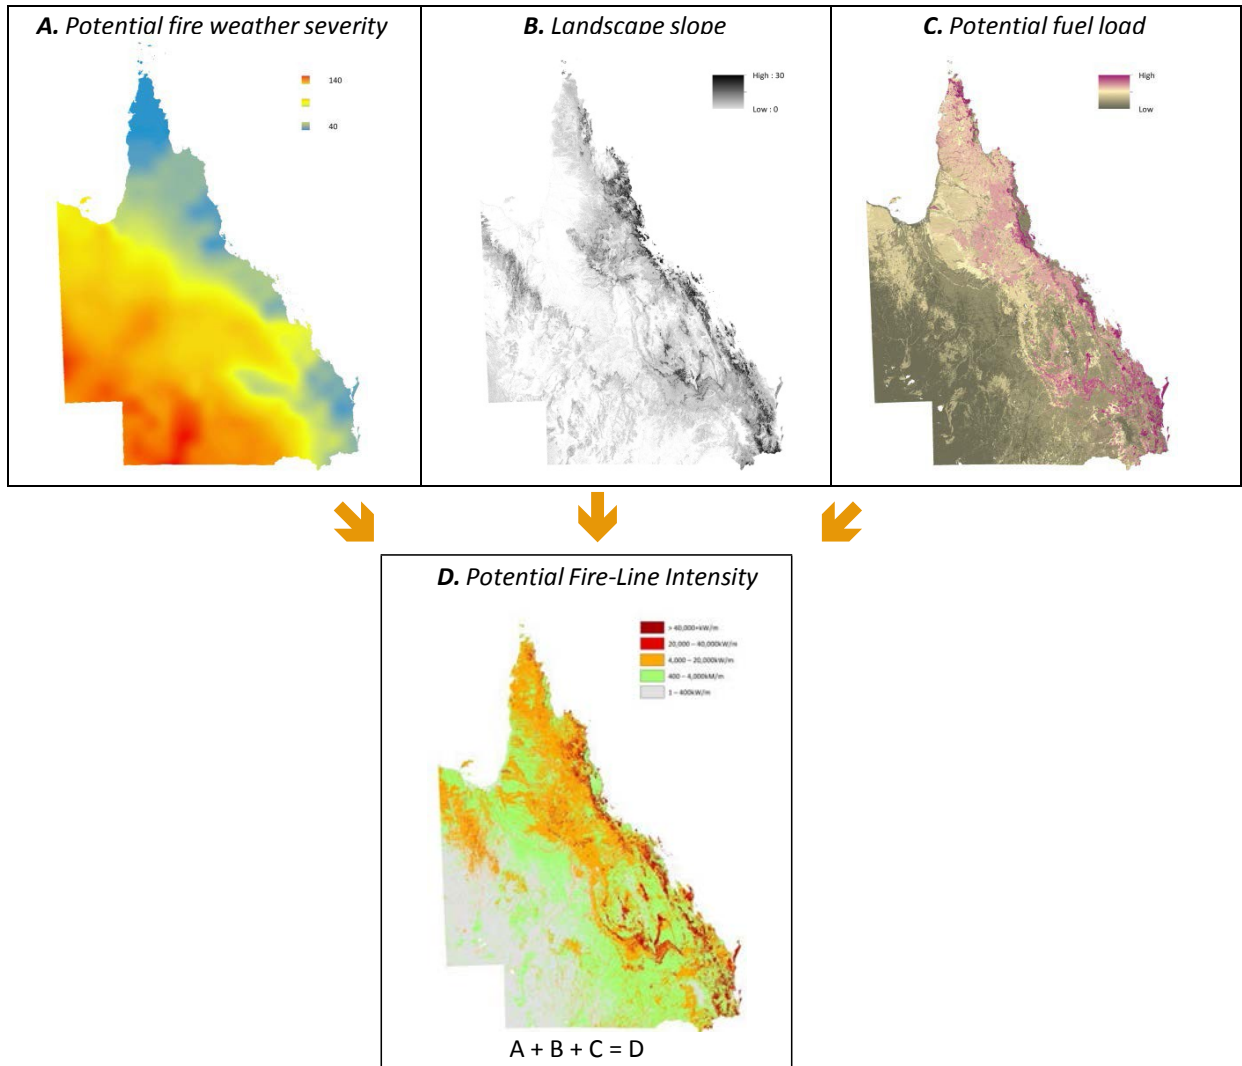 A. Potential fire weather severity
140
40
B. Landscape slope
High : 30
Low : 0
C. Potential fuel load
High
Low
D. Potential Fire-Line Intensity
> 40,000+kW/m
20,000 – 40,000kW/m
4,000 – 20,000kW/m
400 – 4,000kM/m
1 – 400kW/m
A + B + C = D